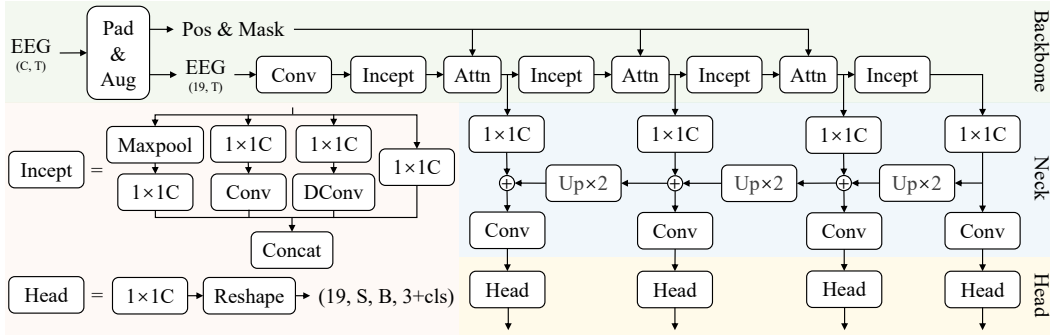 EEG
(C, T)
Pad
&
Aug
Pos & Mask
EEG
(19, T)
Conv
Incept
Attn
Incept
Attn
Incept
Attn
Incept
Backbone
Incept
=
Maxpool
1×1C
1×1C
1×1C
1×1C
Conv
DConv
Concat
Head
=
1×1C
Reshape
(19, S, B, 3+cls)
1×1C
1×1C
1×1C
1×1C
+
Up×2
+
Up×2
+
Up×2
Neck
Conv
Conv
Conv
Conv
Head
Head
Head
Head
Head